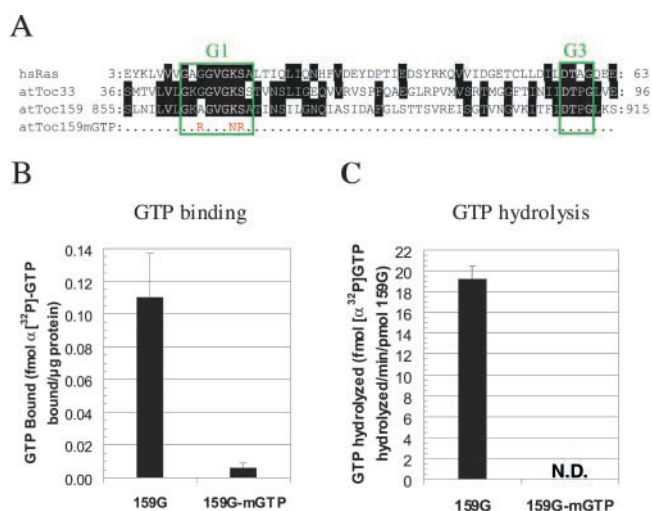 A
G1 G3
hsRas 3:EYKLVVVGAGGVGKSALTIQLIQNHFVDEYDPTIEDSYRKQVVIDGETCLLDILDTAGQEE: 63
atToc33 36:SNTVLVLGKGGVGKSSTVNSLIGEQVVRVSPFQAEGLRPVMVSRTMGGFTINIIDTPGLVE: 96
atToc159 855:SLNILVLGKAGVGKSATINSILGNQIASIDAFGLSTTSVREISGTVNGVKITFIDTPGLKS:915
atToc159mGTP:.........R...NR..............................................
B C
GTP binding
GTP Bound (fmol α[³²P]-GTP bound/µg protein)
0.14
0.12
0.10
0.08
0.06
0.04
0.02
0.00
159G 159G-mGTP
GTP hydrolysis
GTP hydrolyzed (fmol [α ³²P]GTP hydrolyzed/min/pmol 159G)
22
20
18
16
14
12
10
8
6
4
2
0
N.D.
159G 159G-mGTP